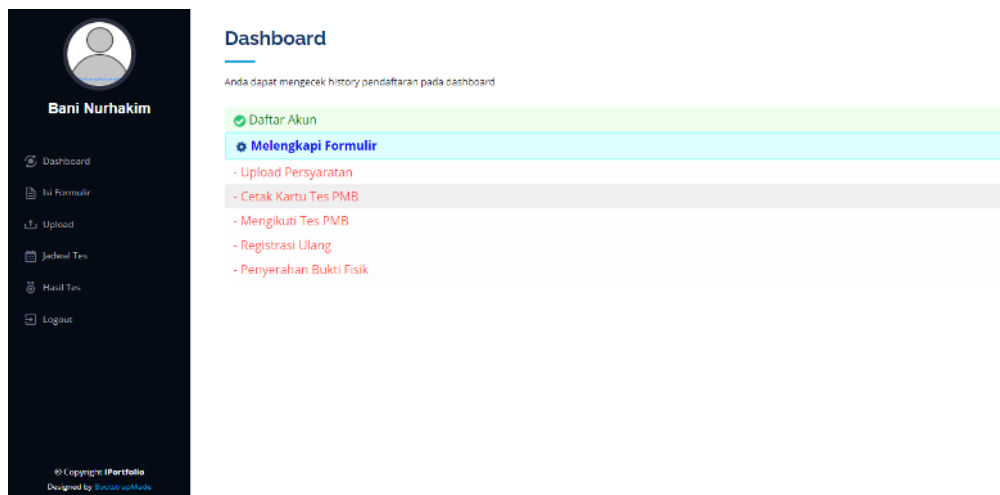 Bani Nurhakim
Dashboard
Isi Formulir
Upload
Jadwal Tes
Hasil Tes
Logout
© Copyright iPortfolio
Designed by BootstrapMade
Dashboard
Anda dapat mengecek history pendaftaran pada dashboard
Daftar Akun
Melengkapi Formulir
- Upload Persyaratan
- Cetak Kartu Tes PMB
- Mengikuti Tes PMB
- Registrasi Ulang
- Penyerahan Bukti Fisik